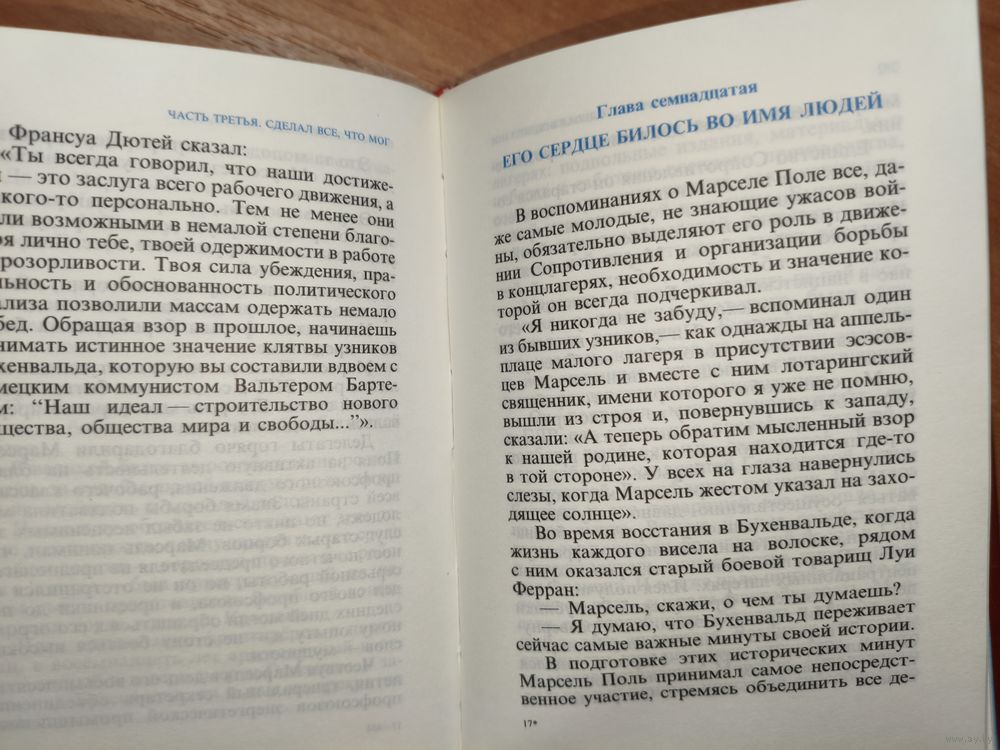 ЧАСТЬ ТРЕТЬЯ. СДЕЛАЛ ВСЕ, ЧТО МОГ
Франсуа Дютей сказал:
«Ты всегда говорил, что наши достиже-
— это заслуга всего рабочего движения, а
кого-то персонально. Тем не менее они
ли возможными в немалой степени благо-
ря лично тебе, твоей одержимости в работе
розорливости. Твоя сила убеждения, пра-
льность и обоснованность политического
ализа позволили массам одержать немало
бед. Обращая взор в прошлое, начинаешь
нимать истинное значение клятвы узников
хенвальда, которую вы составили вдвоем с
мецким коммунистом Вальтером Барте-
м: “Наш идеал — строительство нового
щества, общества мира и свободы...”».
Глава семнадцатая
ЕГО СЕРДЦЕ БИЛОСЬ ВО ИМЯ ЛЮДЕЙ
В воспоминаниях о Марселе Поле все, да-
же самые молодые, не знающие ужасов вой-
ны, обязательно выделяют его роль в движе-
нии Сопротивления и организации борьбы
в концлагерях, необходимость и значение ко-
торой он всегда подчеркивал.
«Я никогда не забуду,— вспоминал один
из бывших узников,— как однажды на аппель-
плаце малого лагеря в присутствии эсэсов-
цев Марсель и вместе с ним лотарингский
священник, имени которого я уже не помню,
вышли из строя и, повернувшись к западу,
сказали: «А теперь обратим мысленный взор
к нашей родине, которая находится где-то
в той стороне». У всех на глаза навернулись
слезы, когда Марсель жестом указал на захо-
дящее солнце».
Во время восстания в Бухенвальде, когда
жизнь каждого висела на волоске, рядом
с ним оказался старый боевой товарищ Луи
Ферран:
— Марсель, скажи, о чем ты думаешь?
— Я думаю, что Бухенвальд переживает
сейчас самые важные минуты своей истории.
В подготовке этих исторических минут
Марсель Поль принимал самое непосредст-
венное участие, стремясь объединить все де-
17*